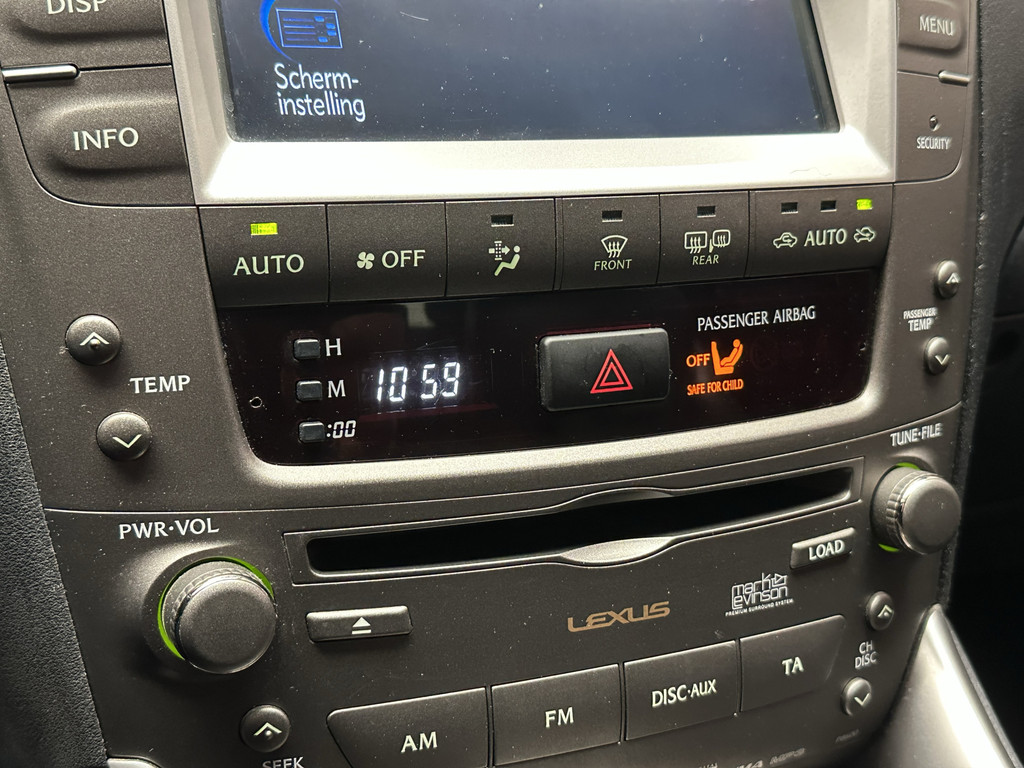 DISP
MENU
Scherm-
instelling
INFO
SECURITY
AUTO
OFF
FRONT
REAR
AUTO
PASSENGER AIRBAG
PASSENGER
TEMP
H
M
10 59
:00
OFF
SAFE FOR CHILD
TEMP
TUNE·FILE
PWR·VOL
LOAD
LEXUS
mark
levinson
PREMIUM SURROUND SYSTEM
CH
DISC
AM
FM
DISC·AUX
TA
SEEK